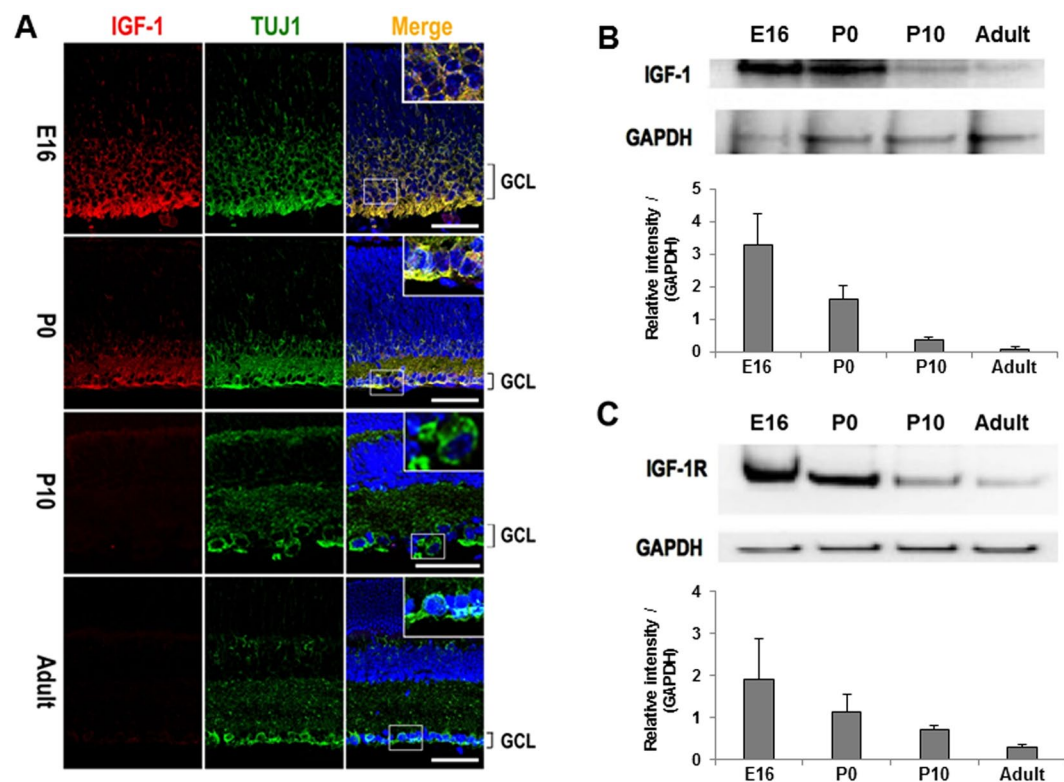 A
IGF-1 TUJ1 Merge
E16
GCL
P0
GCL
P10
GCL
Adult
GCL
B
E16 P0 P10 Adult
IGF-1
GAPDH
Relative intensity /
(GAPDH)
5
4
3
2
1
0
E16 P0 P10 Adult
C
E16 P0 P10 Adult
IGF-1R
GAPDH
Relative intensity /
(GAPDH)
4
3
2
1
0
E16 P0 P10 Adult